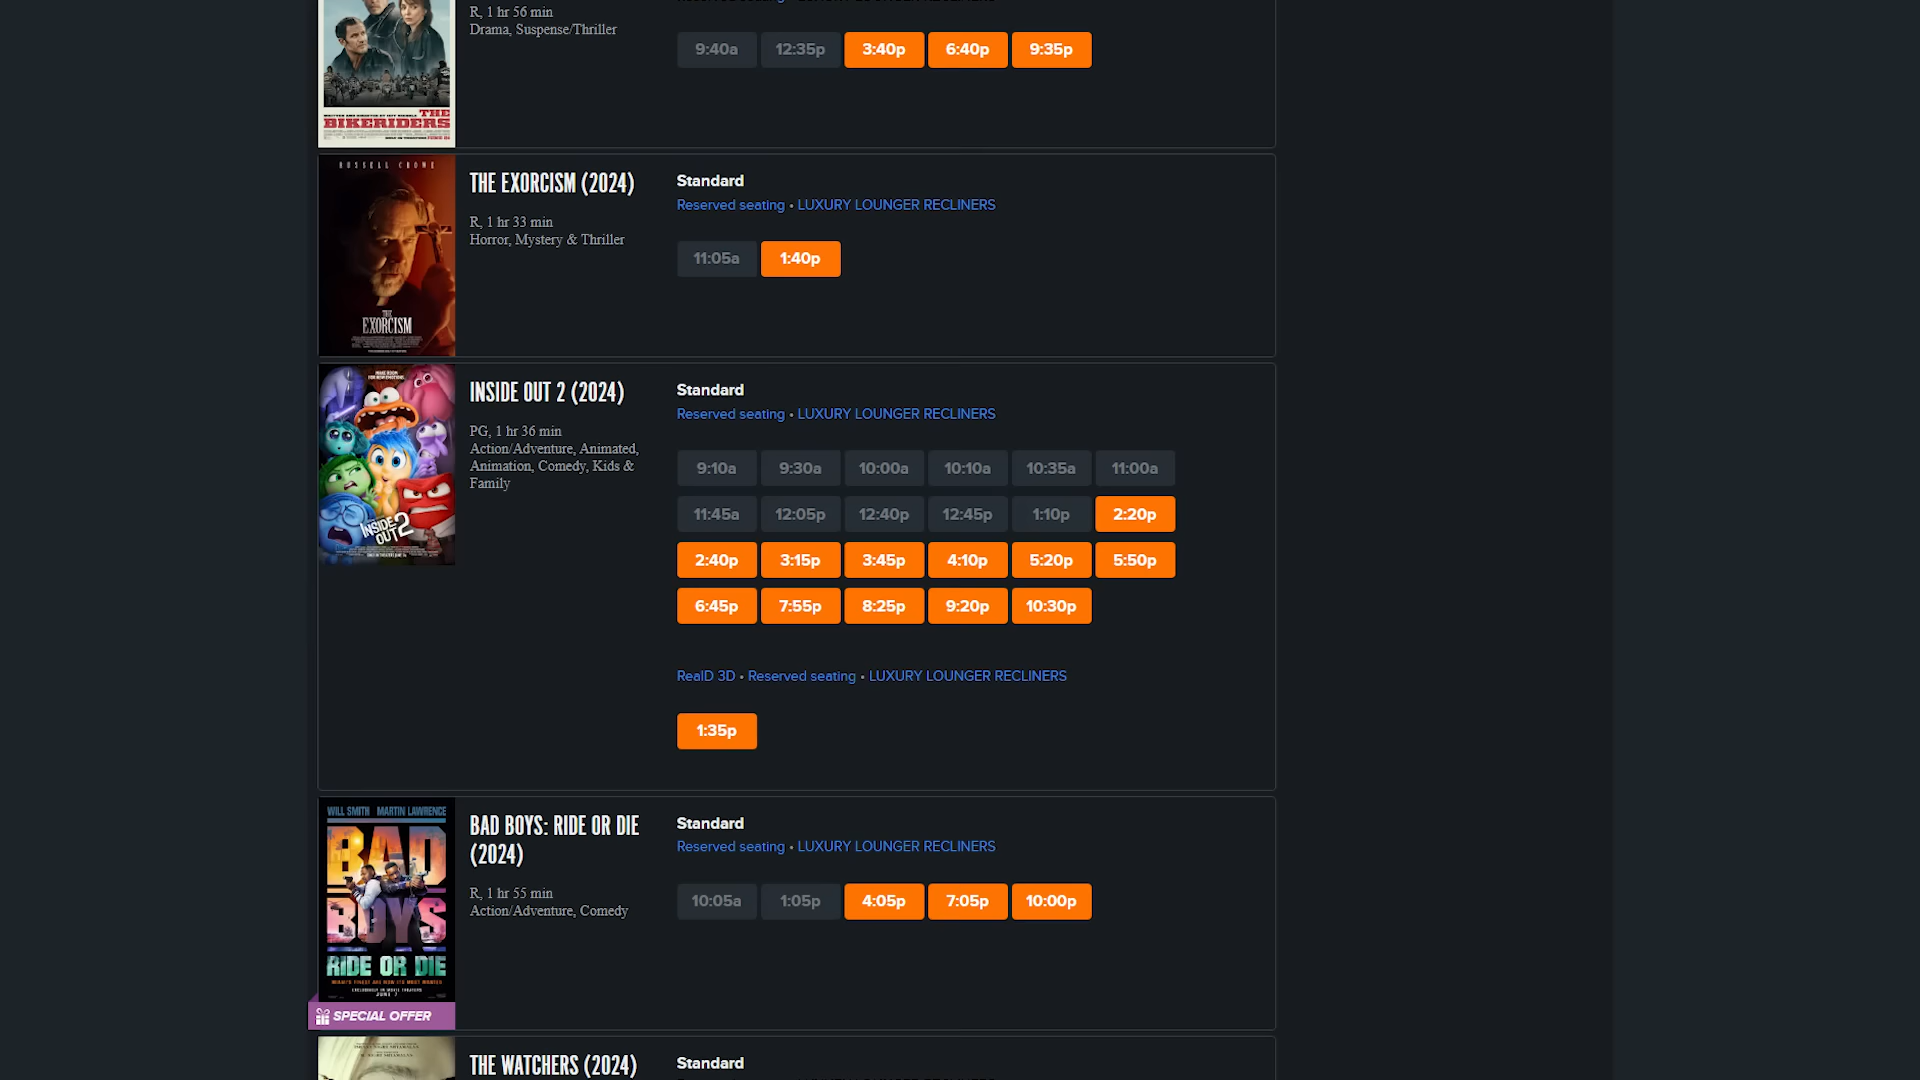 R, 1 hr 56 min
Drama, Suspense/Thriller
9:40a 12:35p 3:40p 6:40p 9:35p
THE
BIKERIDERS
RUSSELL CROWE
THE EXORCISM (2024)
R, 1 hr 33 min
Horror, Mystery & Thriller
Standard
Reserved seating • LUXURY LOUNGER RECLINERS
11:05a 1:40p
THE
EXORCISM
INSIDE OUT 2 (2024)
PG, 1 hr 36 min
Action/Adventure, Animated,
Animation, Comedy, Kids &
Family
Standard
Reserved seating • LUXURY LOUNGER RECLINERS
9:10a 9:30a 10:00a 10:10a 10:35a 11:00a
11:45a 12:05p 12:40p 12:45p 1:10p 2:20p
2:40p 3:15p 3:45p 4:10p 5:20p 5:50p
6:45p 7:55p 8:25p 9:20p 10:30p
RealD 3D • Reserved seating • LUXURY LOUNGER RECLINERS
1:35p
INSIDE
OUT 2
WILL SMITH MARTIN LAWRENCE
BAD
BOYS
RIDE OR DIE
JUNE 7
BAD BOYS: RIDE OR DIE
(2024)
R, 1 hr 55 min
Action/Adventure, Comedy
Standard
Reserved seating • LUXURY LOUNGER RECLINERS
10:05a 1:05p 4:05p 7:05p 10:00p
SPECIAL OFFER
THE WATCHERS (2024)
Standard